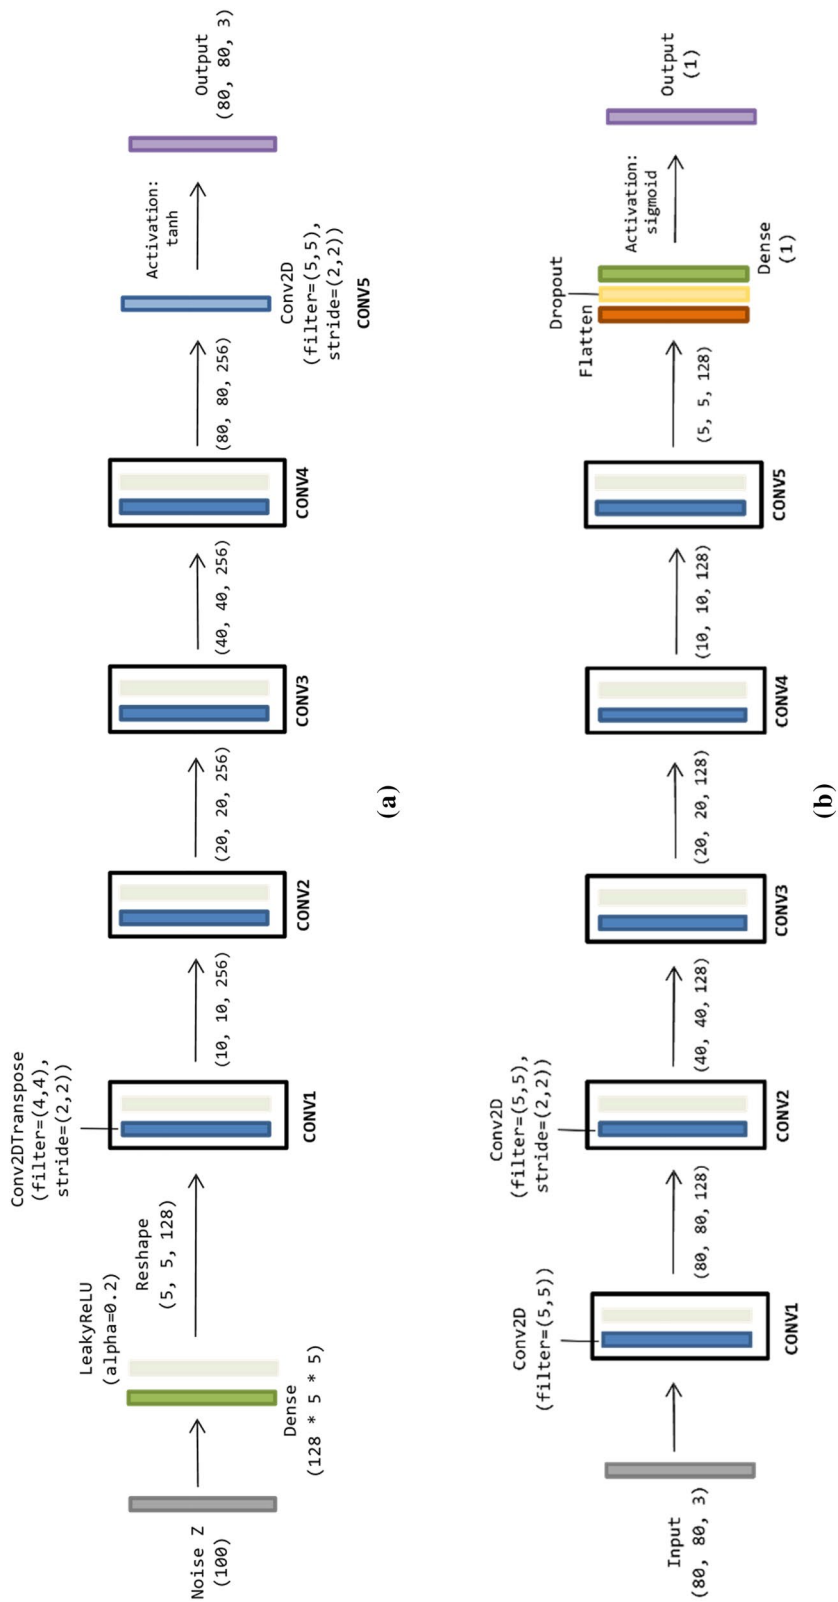 Noise Z
(100)
Dense
(128 * 5 * 5)
LeakyReLU
(alpha=0.2)
Reshape
(5, 5, 128)
Conv2DTranspose
(filter=(4,4),
stride=(2,2))
CONV1
(10, 10, 256)
CONV2
(20, 20, 256)
CONV3
(40, 40, 256)
CONV4
(80, 80, 256)
Conv2D
(filter=(5,5),
stride=(2,2))
CONV5
Activation:
tanh
Output
(80, 80, 3)
(a)
Input
(80, 80, 3)
Conv2D
(filter=(5,5))
CONV1
(80, 80,128)
Conv2D
(filter=(5,5),
stride=(2,2))
CONV2
(40, 40,128)
CONV3
(20, 20,128)
CONV4
(10, 10,128)
CONV5
(5, 5, 128)
Flatten
Dropout
Dense
(1)
Activation:
sigmoid
Output
(1)
(b)